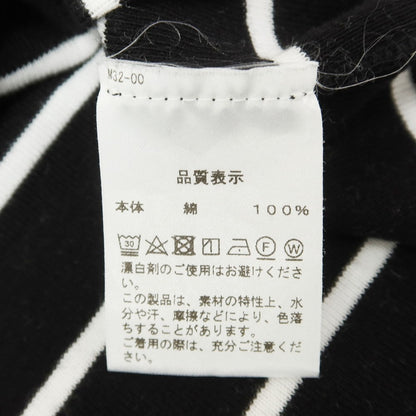 M32-00
品質表示
本体 綿 100%
30 F W
漂白剤のご使用はお避けくださ
い。
この製品は、素材の特性上、水
分や汗、摩擦などにより、色落
ちすることがあります。
ご着用の際は、充分ご注意くだ
さい。